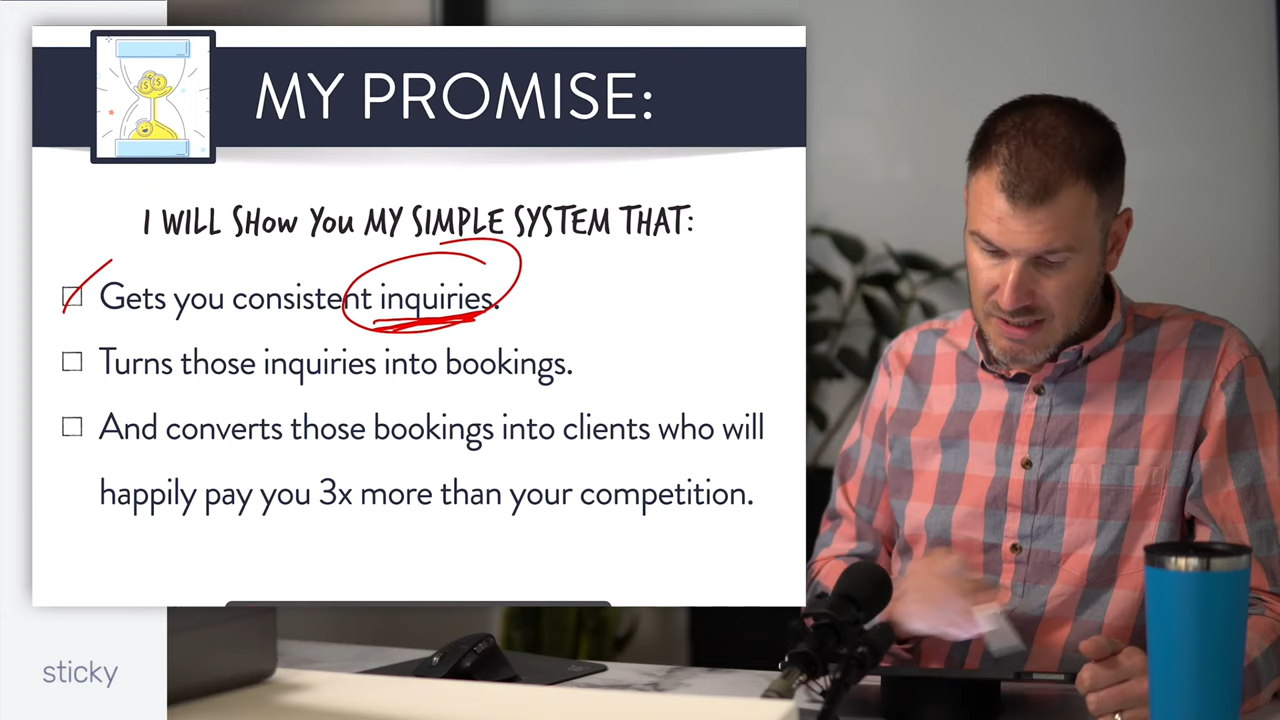 MY PROMISE:
I WILL SHow You MY SIMPLE SYSTEM THAT:
Gets you consistent inquiries.
Turns those inquiries into bookings.
And converts those bookings into clients who will
happily pay you 3x more than your competition.
sticky